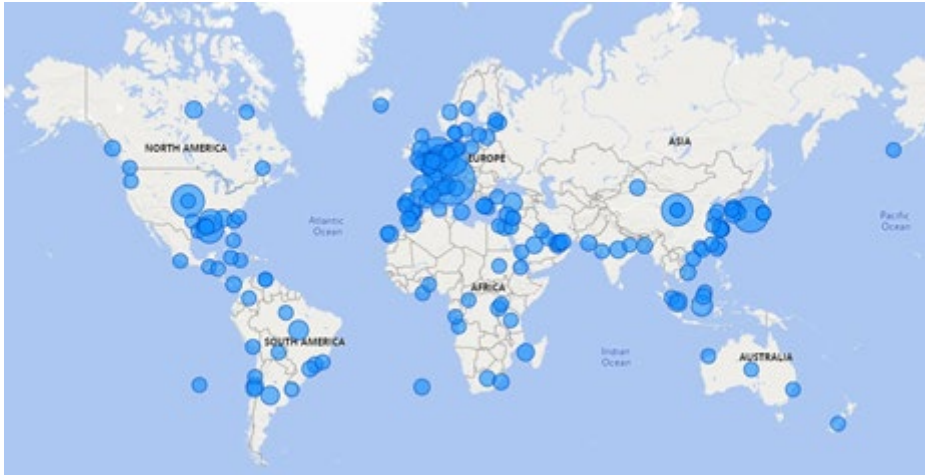 NORTH AMERICA
EUROPE
ASIA
Atlantic
Ocean
Pacific
Ocean
AFRICA
SOUTH AMERICA
Indian
Ocean
AUSTRALIA